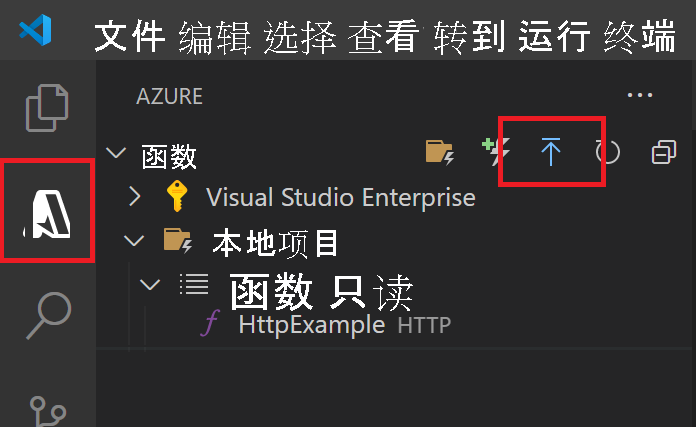 文件 编辑 选择 查看 转到 运行 终端
AZURE
函数
Visual Studio Enterprise
本地项目
函数 只读
HttpExample HTTP